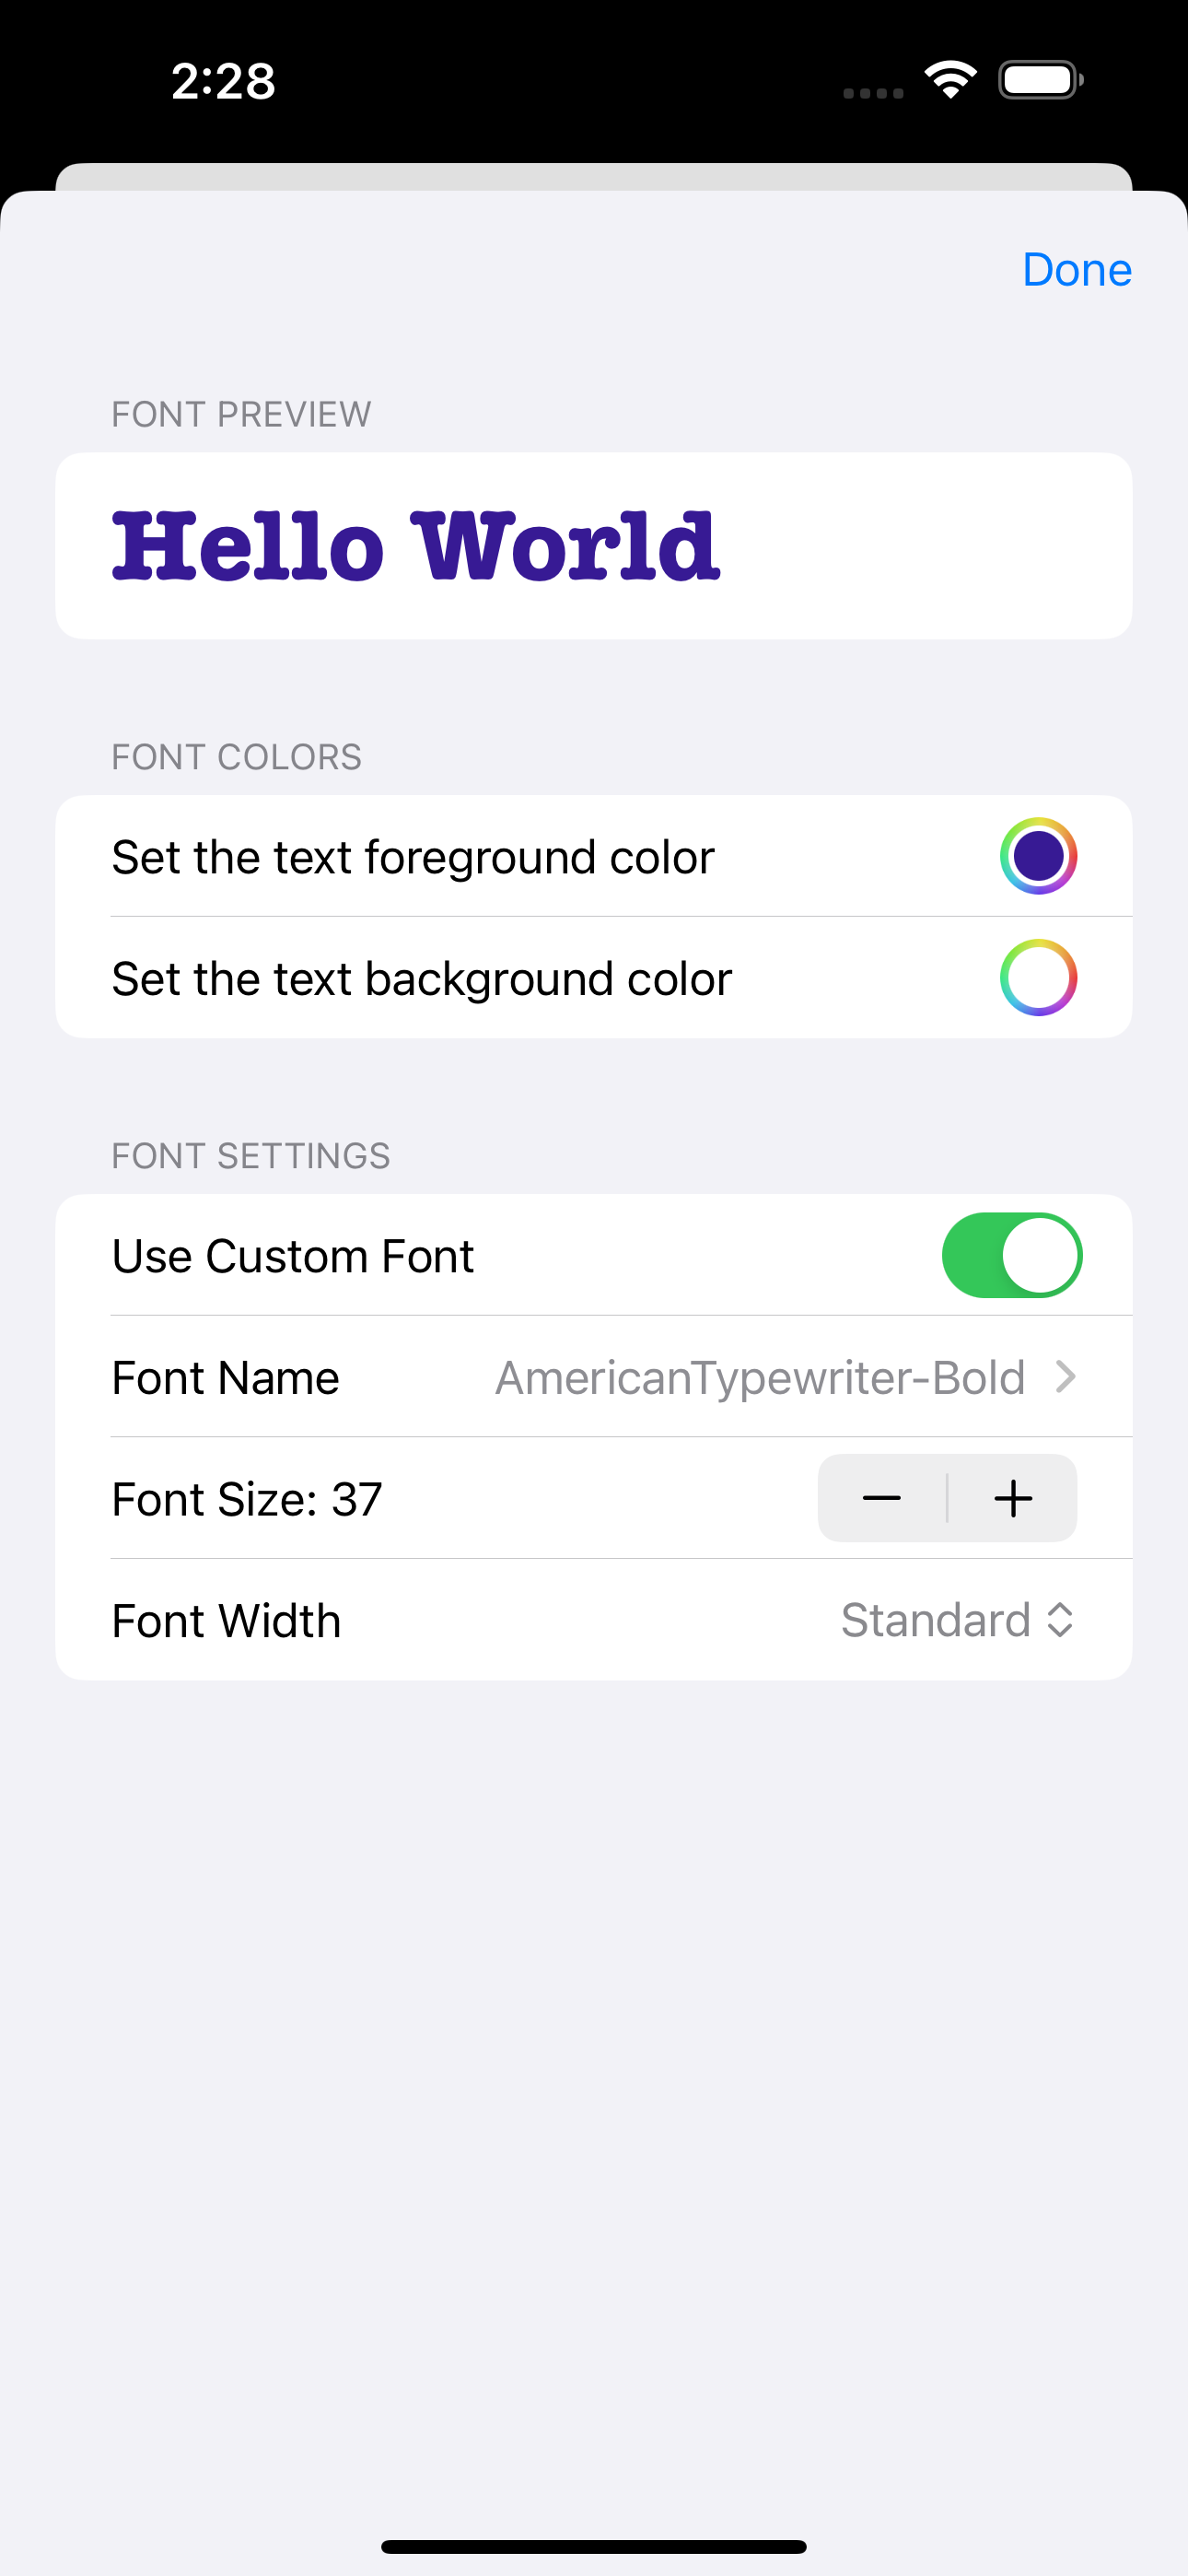 2:28
Done
FONT PREVIEW
Hello World
FONT COLORS
Set the text foreground color
Set the text background color
FONT SETTINGS
Use Custom Font
Font Name AmericanTypewriter-Bold
Font Size: 37
Font Width Standard